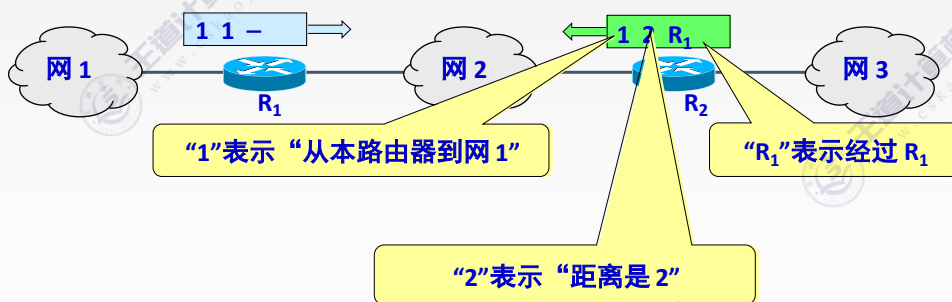 1 1 −
1 2 R₁
网 1
网 2
网 3
R₁
R₂
“1”表示“从本路由器到网 1”
“R₁”表示经过 R₁
“2”表示“距离是 2”